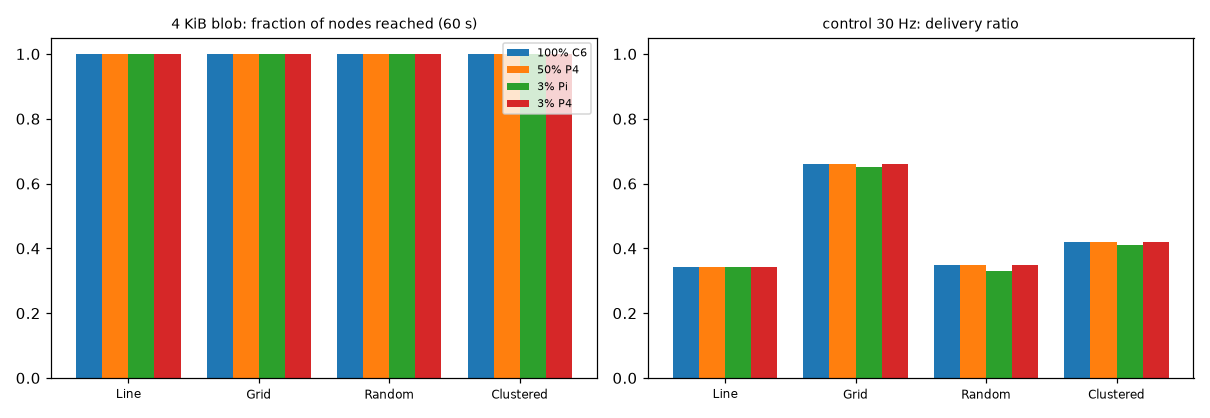 4 KiB blob: fraction of nodes reached (60 s)
1.0
0.8
0.6
0.4
0.2
0.0
100% C6
50% P4
3% Pi
3% P4
Line Grid Random Clustered
control 30 Hz: delivery ratio
1.0
0.8
0.6
0.4
0.2
0.0
Line Grid Random Clustered